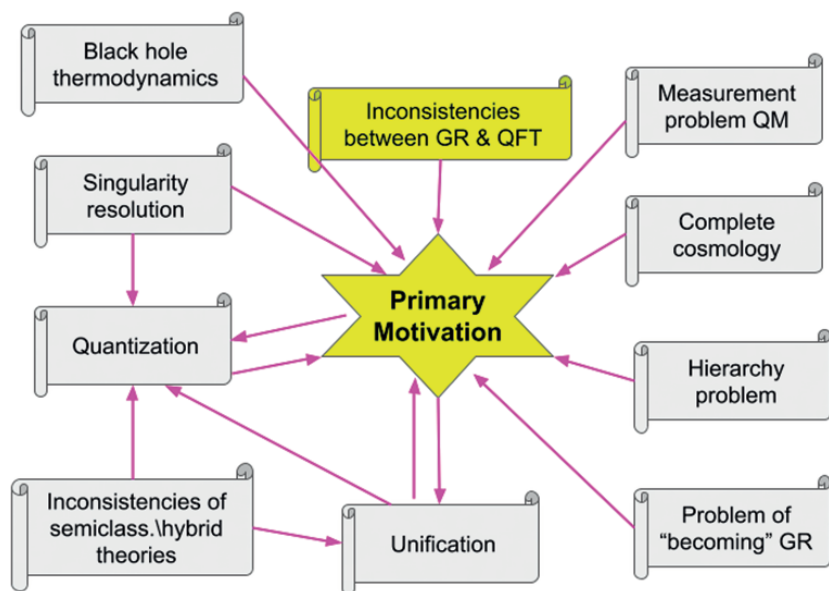 Black hole
thermodynamics
Inconsistencies
between GR & QFT
Measurement
problem QM
Singularity
resolution
Complete
cosmology
Primary
Motivation
Quantization
Hierarchy
problem
Inconsistencies of
semiclass.\hybrid
theories
Unification
Problem of
“becoming” GR